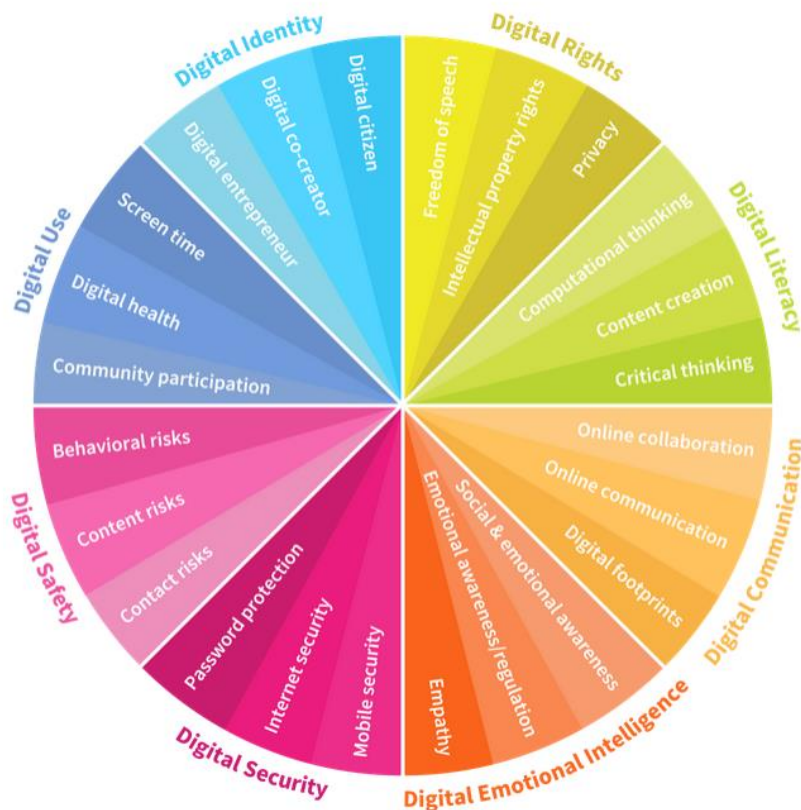 Digital Identity
Digital entrepreneur
Digital co-creator
Digital citizen
Digital Rights
Freedom of speech
Intellectual property rights
Privacy
Digital Literacy
Computational thinking
Content creation
Critical thinking
Digital Communication
Online collaboration
Online communication
Digital footprints
Digital Emotional Intelligence
Social & emotional awareness
Emotional awareness/regulation
Empathy
Digital Security
Mobile security
Internet security
Password protection
Digital Safety
Contact risks
Content risks
Behavioral risks
Digital Use
Community participation
Digital health
Screen time